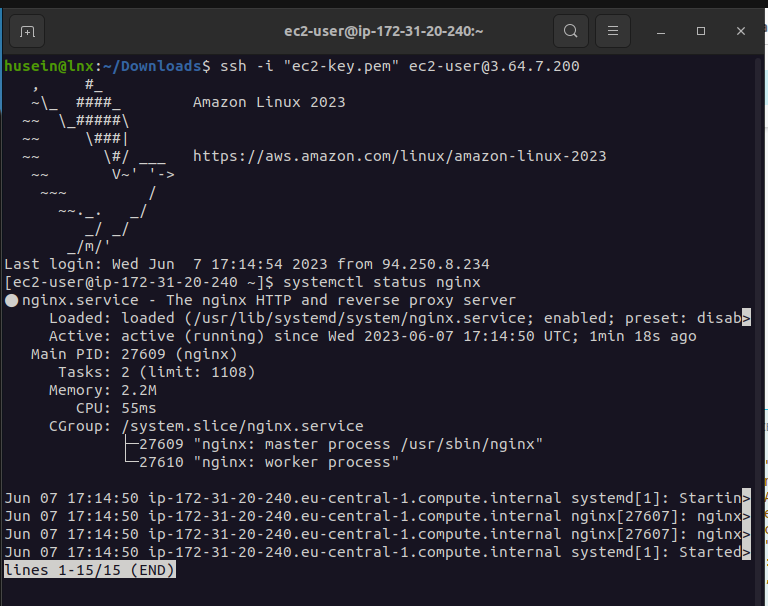 ec2-user@ip-172-31-20-240:~
husein@lnx:~/Downloads$ ssh -i "ec2-key.pem" ec2-user@3.64.7.200
   ,     #_
   ~\_  ####_        Amazon Linux 2023
  ~~  \_#####\
  ~~     \###|
  ~~       \#/ ___   https://aws.amazon.com/linux/amazon-linux-2023
   ~~       V~' '->
    ~~~         /
      ~~._.   _/
         _/ _/
       _/m/'
Last login: Wed Jun  7 17:14:54 2023 from 94.250.8.234
[ec2-user@ip-172-31-20-240 ~]$ systemctl status nginx
● nginx.service - The nginx HTTP and reverse proxy server
     Loaded: loaded (/usr/lib/systemd/system/nginx.service; enabled; preset: disab>
     Active: active (running) since Wed 2023-06-07 17:14:50 UTC; 1min 18s ago
   Main PID: 27609 (nginx)
      Tasks: 2 (limit: 1108)
     Memory: 2.2M
        CPU: 55ms
     CGroup: /system.slice/nginx.service
             ├─27609 "nginx: master process /usr/sbin/nginx"
             └─27610 "nginx: worker process"
Jun 07 17:14:50 ip-172-31-20-240.eu-central-1.compute.internal systemd[1]: Startin>
Jun 07 17:14:50 ip-172-31-20-240.eu-central-1.compute.internal nginx[27607]: nginx>
Jun 07 17:14:50 ip-172-31-20-240.eu-central-1.compute.internal nginx[27607]: nginx>
Jun 07 17:14:50 ip-172-31-20-240.eu-central-1.compute.internal systemd[1]: Started>
lines 1-15/15 (END)